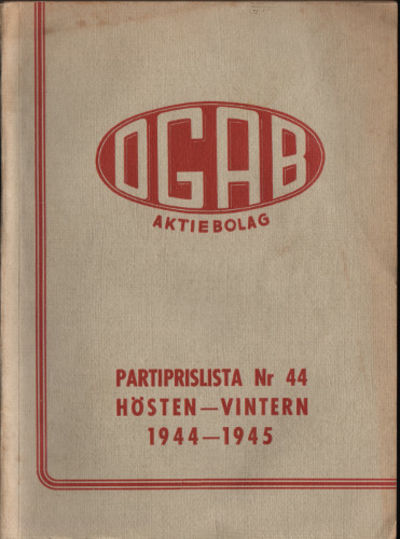 OGAB
AKTIEBOLAG
PARTIPRISLISTA Nr 44
HÖSTEN—VINTERN
1944—1945